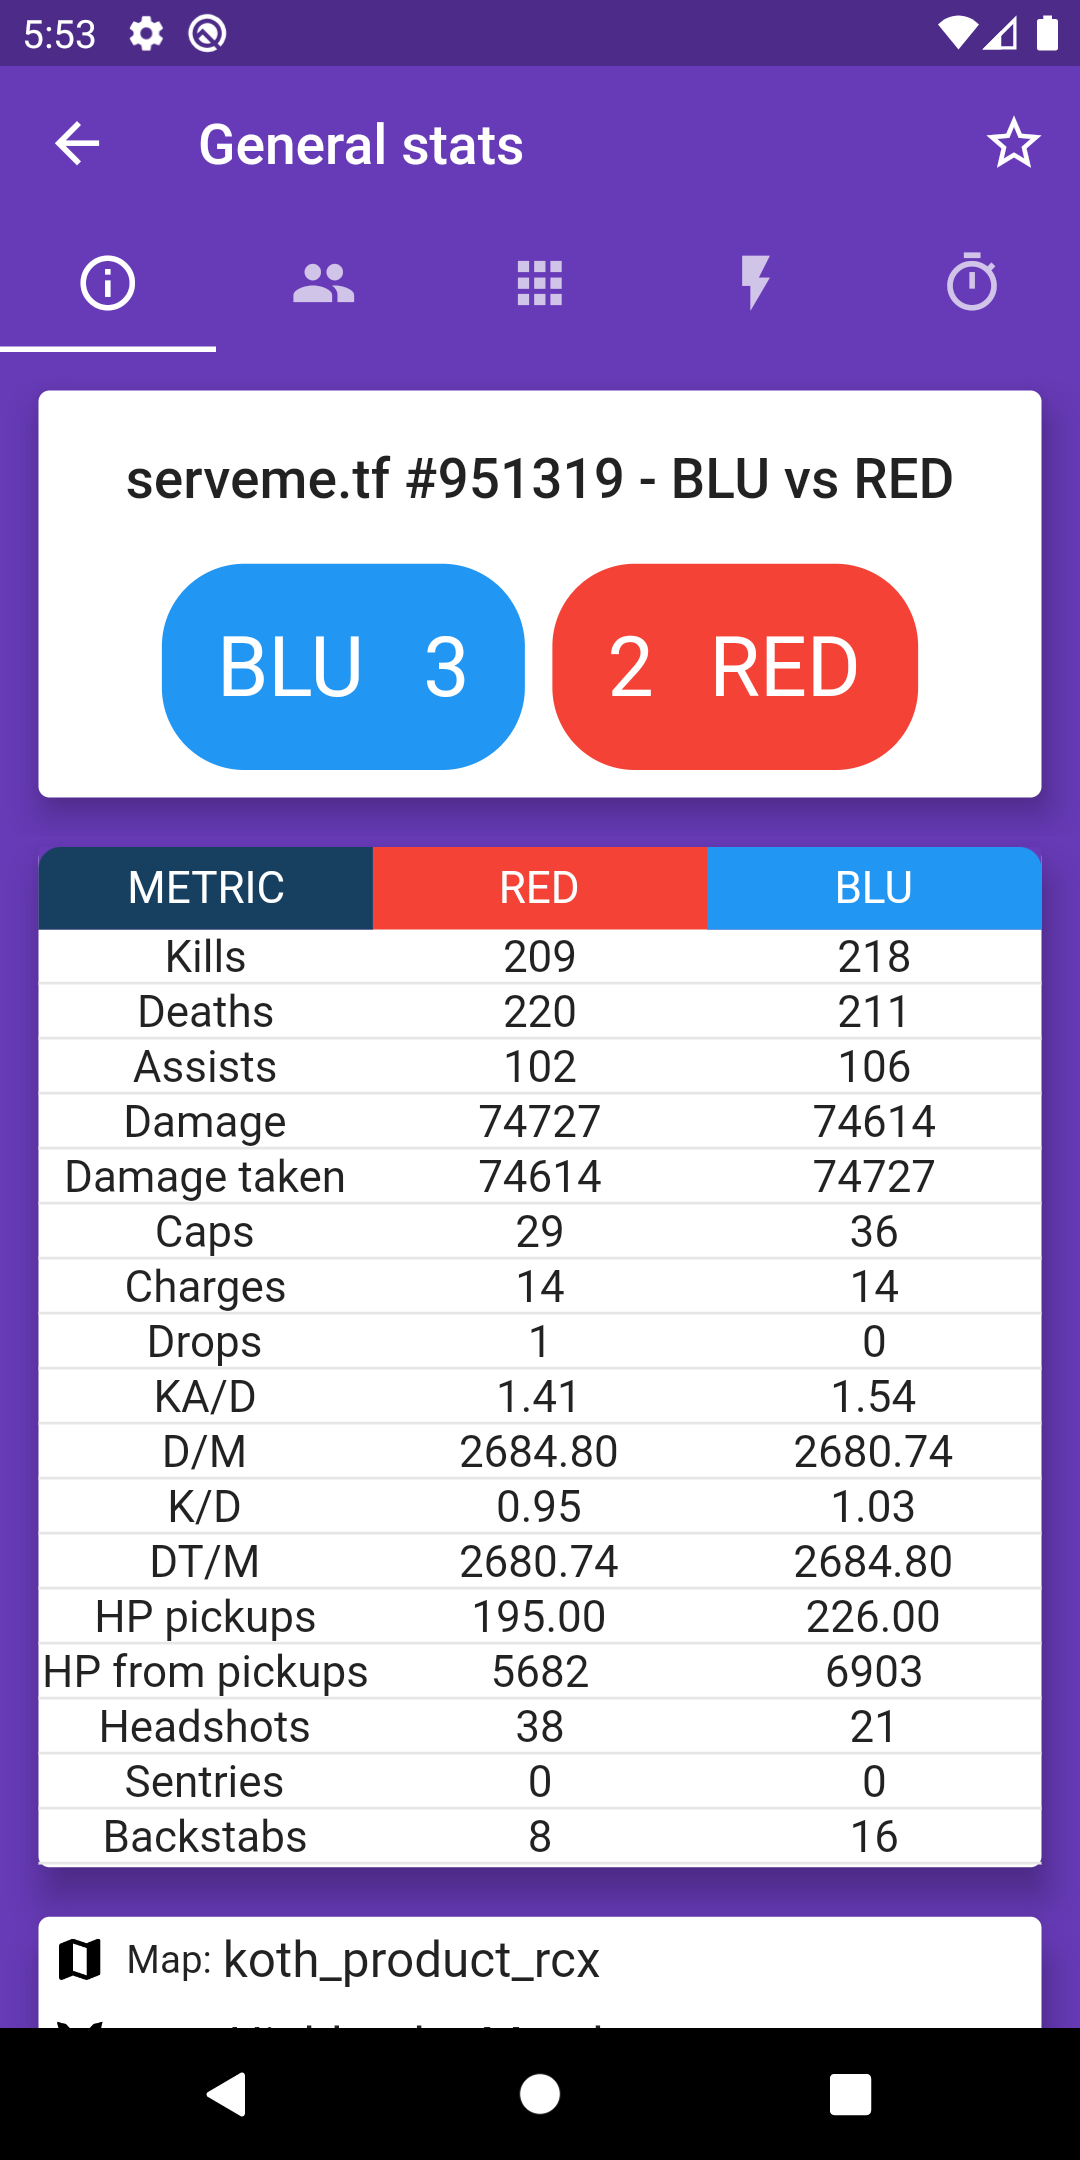 5:53
General stats
serveme.tf #951319 - BLU vs RED
BLU 3 2 RED
METRIC RED BLU
Kills 209 218
Deaths 220 211
Assists 102 106
Damage 74727 74614
Damage taken 74614 74727
Caps 29 36
Charges 14 14
Drops 1 0
KA/D 1.41 1.54
D/M 2684.80 2680.74
K/D 0.95 1.03
DT/M 2680.74 2684.80
HP pickups 195.00 226.00
HP from pickups 5682 6903
Headshots 38 21
Sentries 0 0
Backstabs 8 16
Map: koth_product_rcx